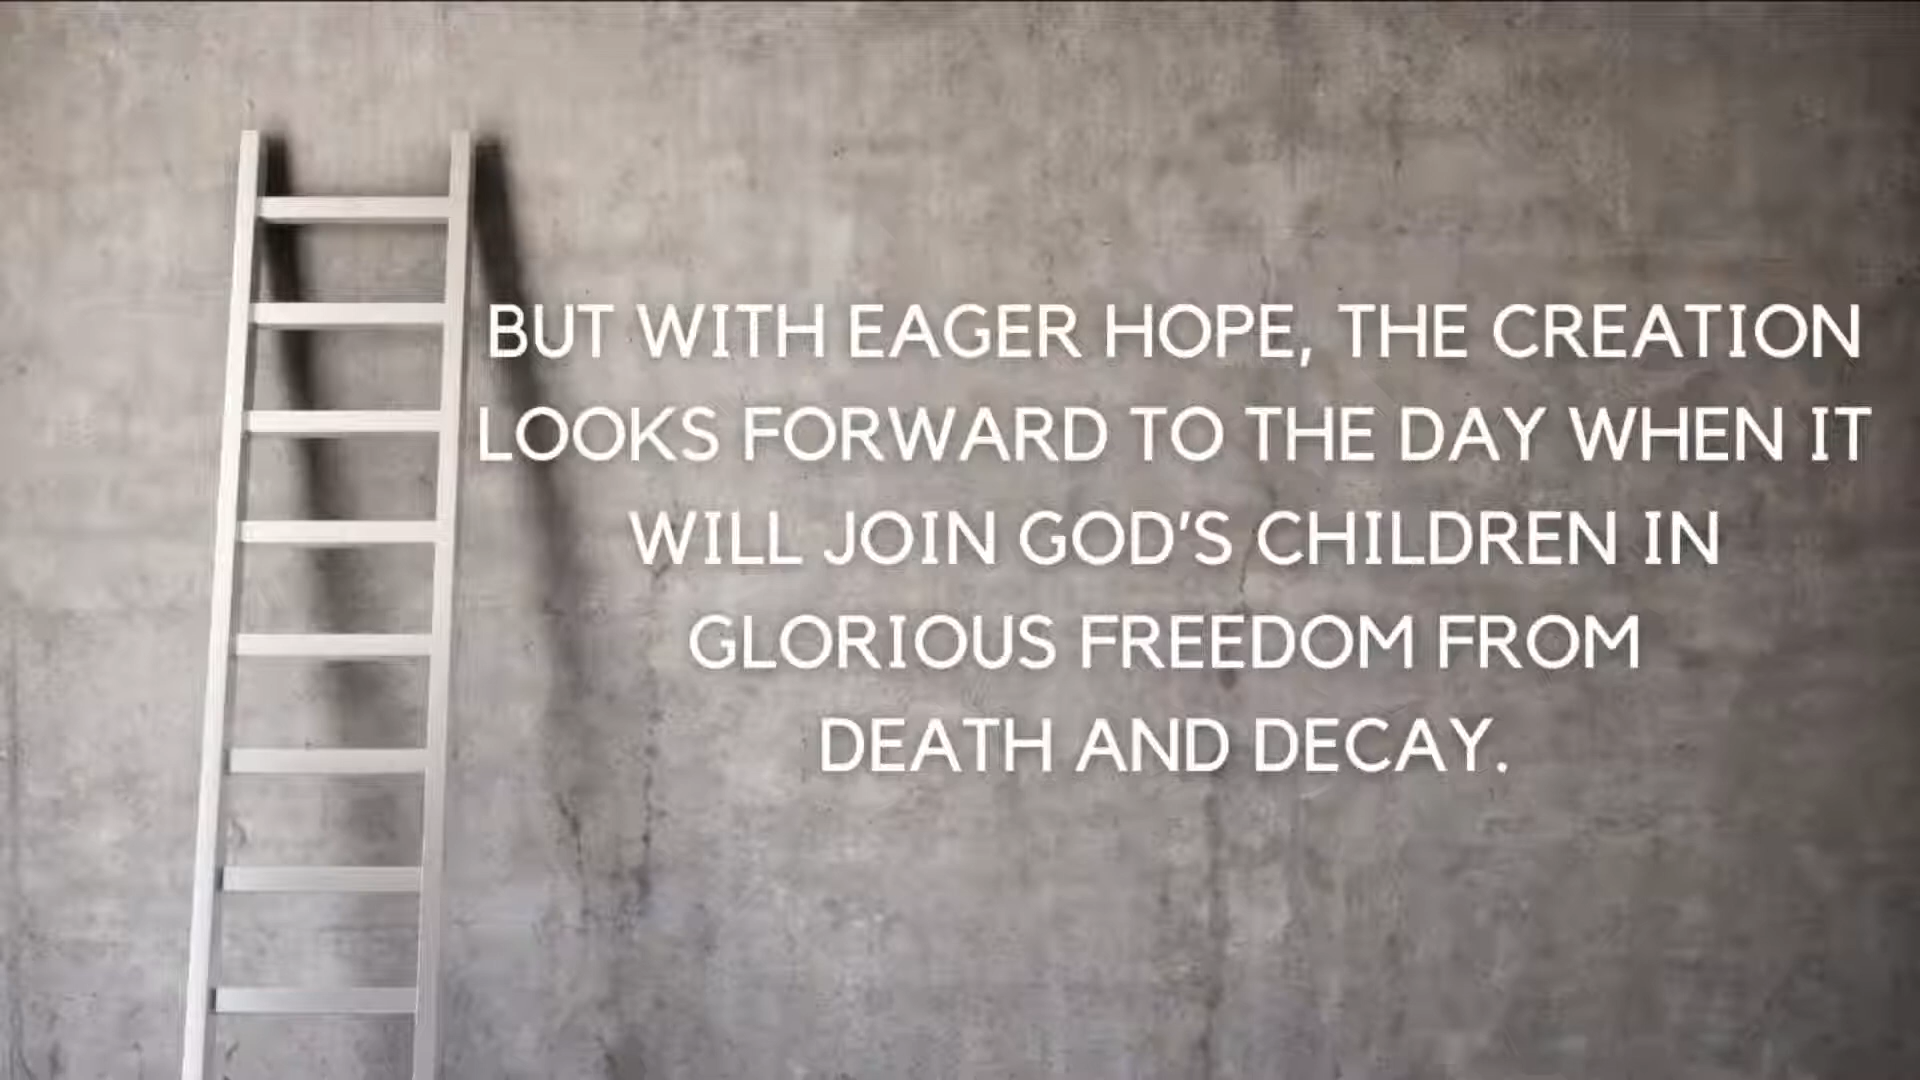 BUT WITH EAGER HOPE, THE CREATION
LOOKS FORWARD TO THE DAY WHEN IT
WILL JOIN GOD'S CHILDREN IN
GLORIOUS FREEDOM FROM
DEATH AND DECAY.